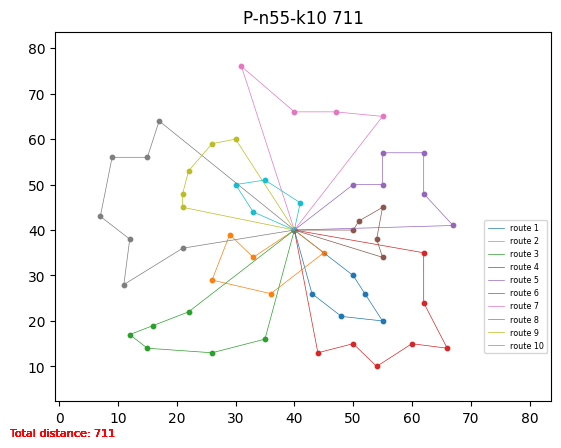 P-n55-k10 711
80
70
60
50
40
30
20
10
0 10 20 30 40 50 60 70 80
route 1
route 2
route 3
route 4
route 5
route 6
route 7
route 8
route 9
route 10
Total distance: 711